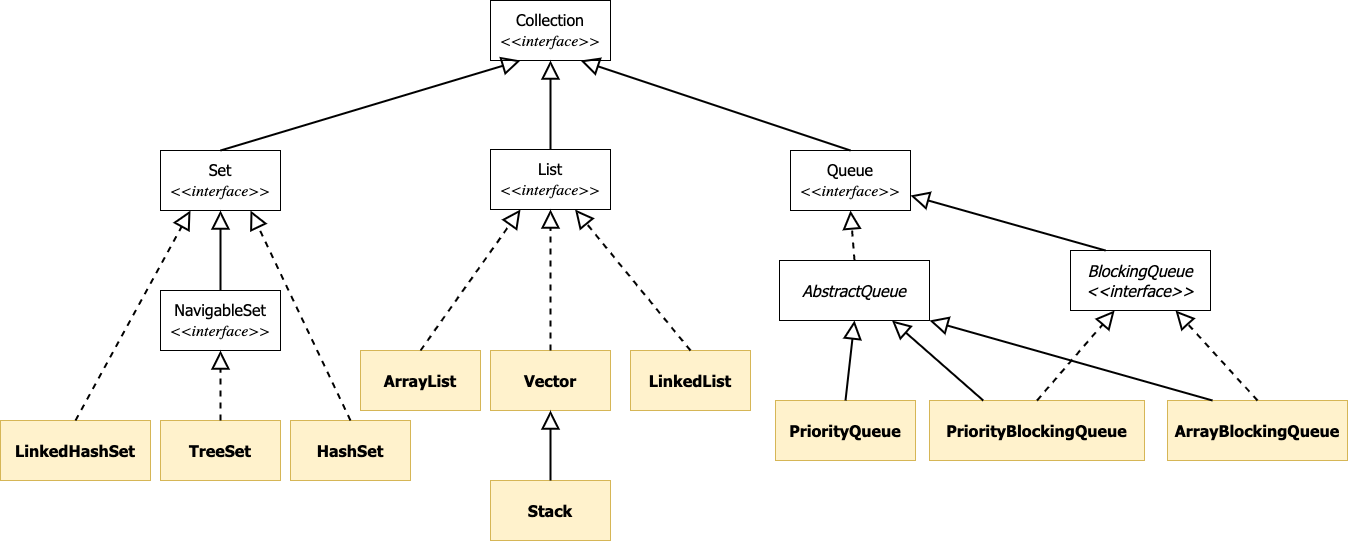 Collection
<<interface>>
Set
<<interface>>
List
<<interface>>
Queue
<<interface>>
NavigableSet
<<interface>>
AbstractQueue
BlockingQueue
<<interface>>
ArrayList
Vector
LinkedList
LinkedHashSet
TreeSet
HashSet
PriorityQueue
PriorityBlockingQueue
ArrayBlockingQueue
Stack